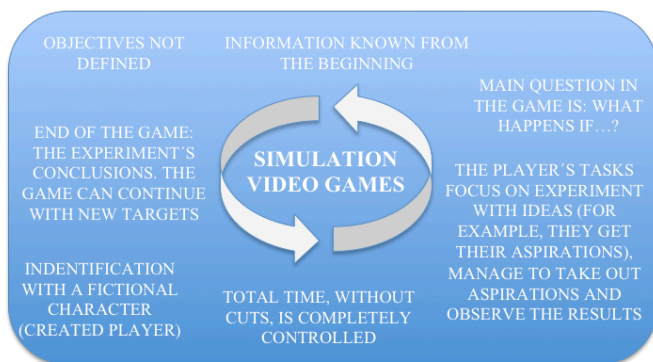 OBJECTIVES NOT
DEFINED
INFORMATION KNOWN FROM
THE BEGINNING
MAIN QUESTION IN
THE GAME IS: WHAT
HAPPENS IF…?
END OF THE GAME:
THE EXPERIMENT´S
CONCLUSIONS. THE
GAME CAN CONTINUE
WITH NEW TARGETS
SIMULATION
VIDEO GAMES
THE PLAYER´S TASKS
FOCUS ON EXPERIMENT
WITH IDEAS (FOR
EXAMPLE, THEY GET
THEIR ASPIRATIONS),
MANAGE TO TAKE OUT
ASPIRATIONS AND
OBSERVE THE RESULTS
INDENTIFICATION
WITH A FICTIONAL
CHARACTER
(CREATED PLAYER)
TOTAL TIME, WITHOUT
CUTS, IS COMPLETELY
CONTROLLED